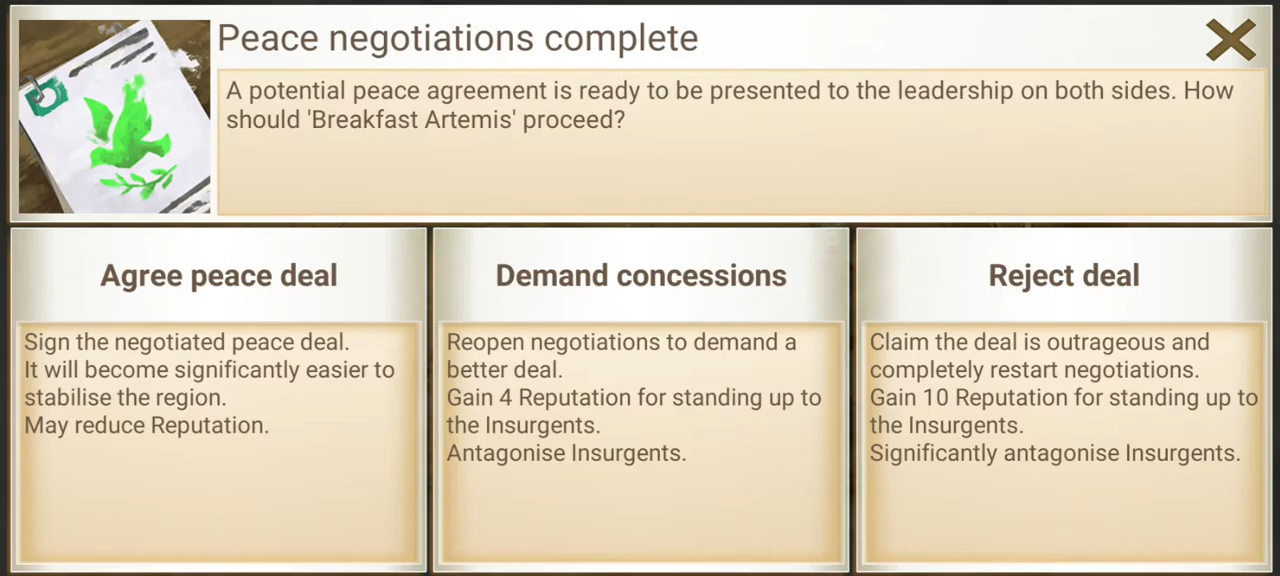 Peace negotiations complete
A potential peace agreement is ready to be presented to the leadership on both sides. How
should 'Breakfast Artemis' proceed?
Agree peace deal
Sign the negotiated peace deal.
It will become significantly easier to
stabilise the region.
May reduce Reputation.
Demand concessions
Reopen negotiations to demand a
better deal.
Gain 4 Reputation for standing up to
the Insurgents.
Antagonise Insurgents.
Reject deal
Claim the deal is outrageous and
completely restart negotiations.
Gain 10 Reputation for standing up to
the Insurgents.
Significantly antagonise Insurgents.